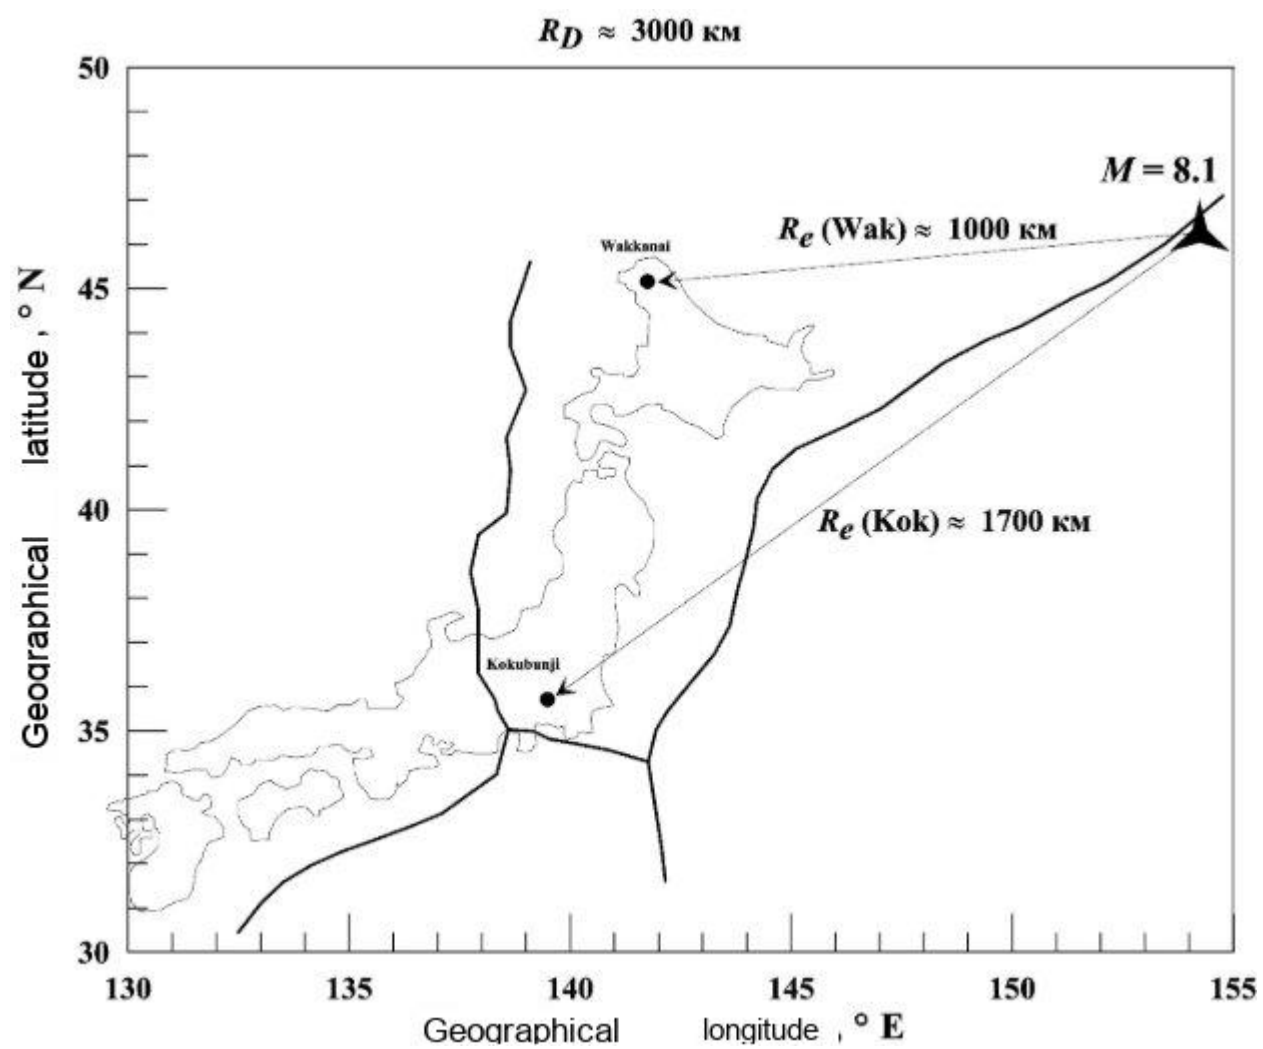 R_D ≈ 3000 км
50
M = 8.1
R_e (Wak) ≈ 1000 км
Wakkanai
45
Geographical latitude , ° N
40
R_e (Kok) ≈ 1700 км
Kokubunji
35
30
130 135 140 145 150 155
Geographical longitude , ° E